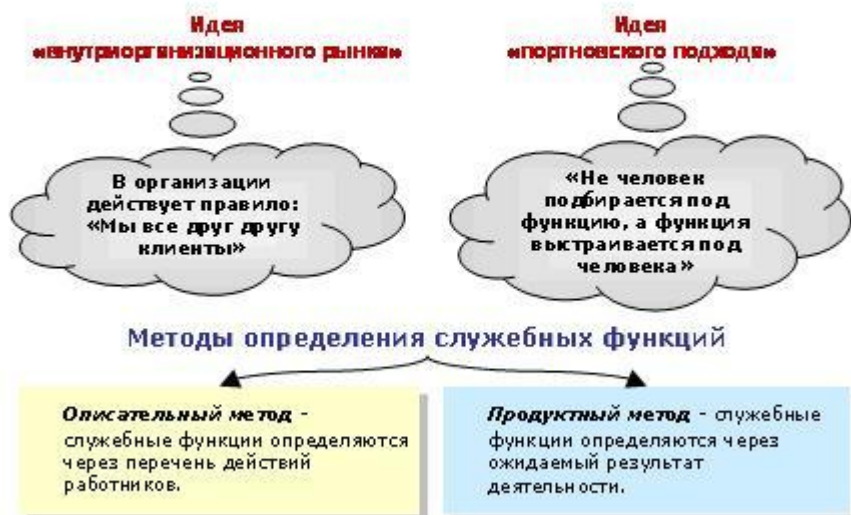 Идея
«внутриорганизационного рынка»
Идея
«портновского подхода»
В организации
действует правило:
«Мы все друг другу
клиенты»
«Не человек
подбирается под
функцию, а функция
выстраивается под
человека»
Методы определения служебных функций
Описательный метод -
служебные функции определяются
через перечень действий
работников.
Продуктный метод - служебные
функции определяются через
ожидаемый результат
деятельности.